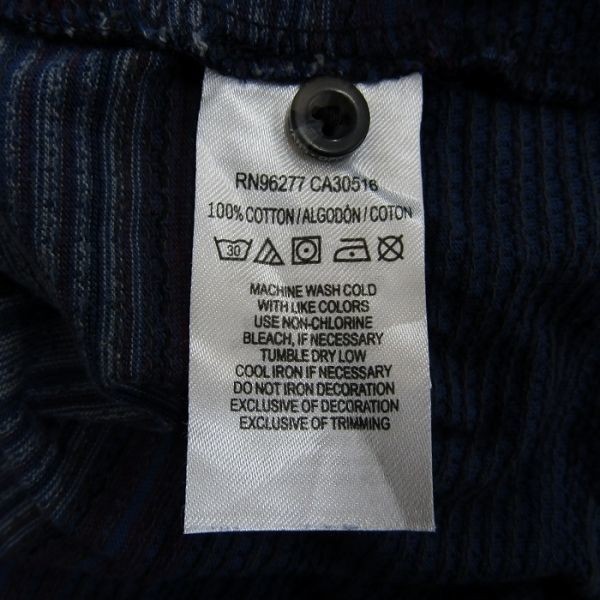 RN96277 CA30516
100% COTTON/ALGODÓN/COTON
30
MACHINE WASH COLD
WITH LIKE COLORS
USE NON-CHLORINE
BLEACH, IF NECESSARY
TUMBLE DRY LOW
COOL IRON IF NECESSARY
DO NOT IRON DECORATION
EXCLUSIVE OF DECORATION
EXCLUSIVE OF TRIMMING